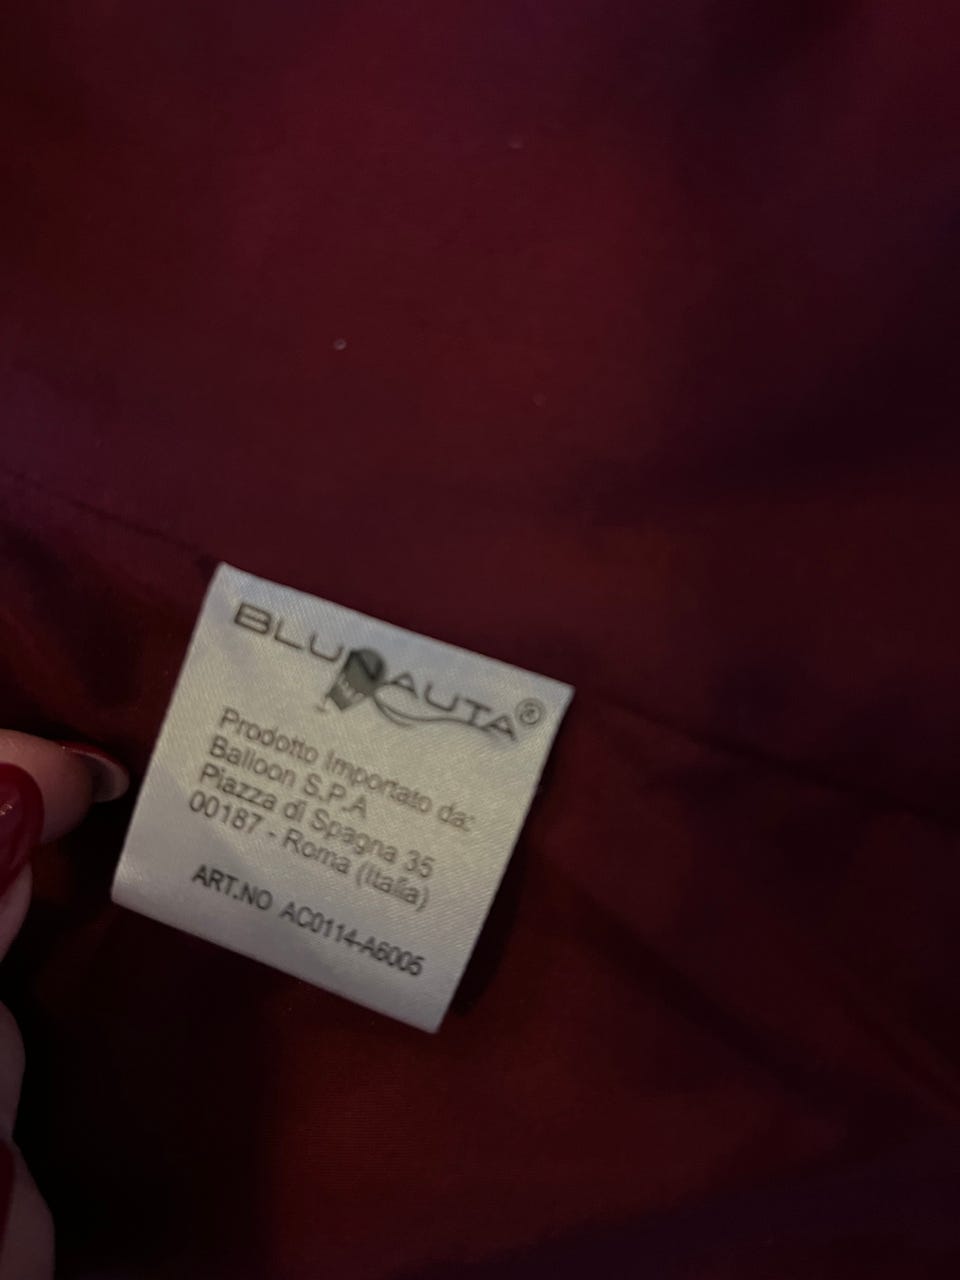 BLUNAUTA®
Prodotto Importato da:
Balloon S.P.A
Piazza di Spagna 35
00187 - Roma (Italia)
ART.NO AC0114-A6005